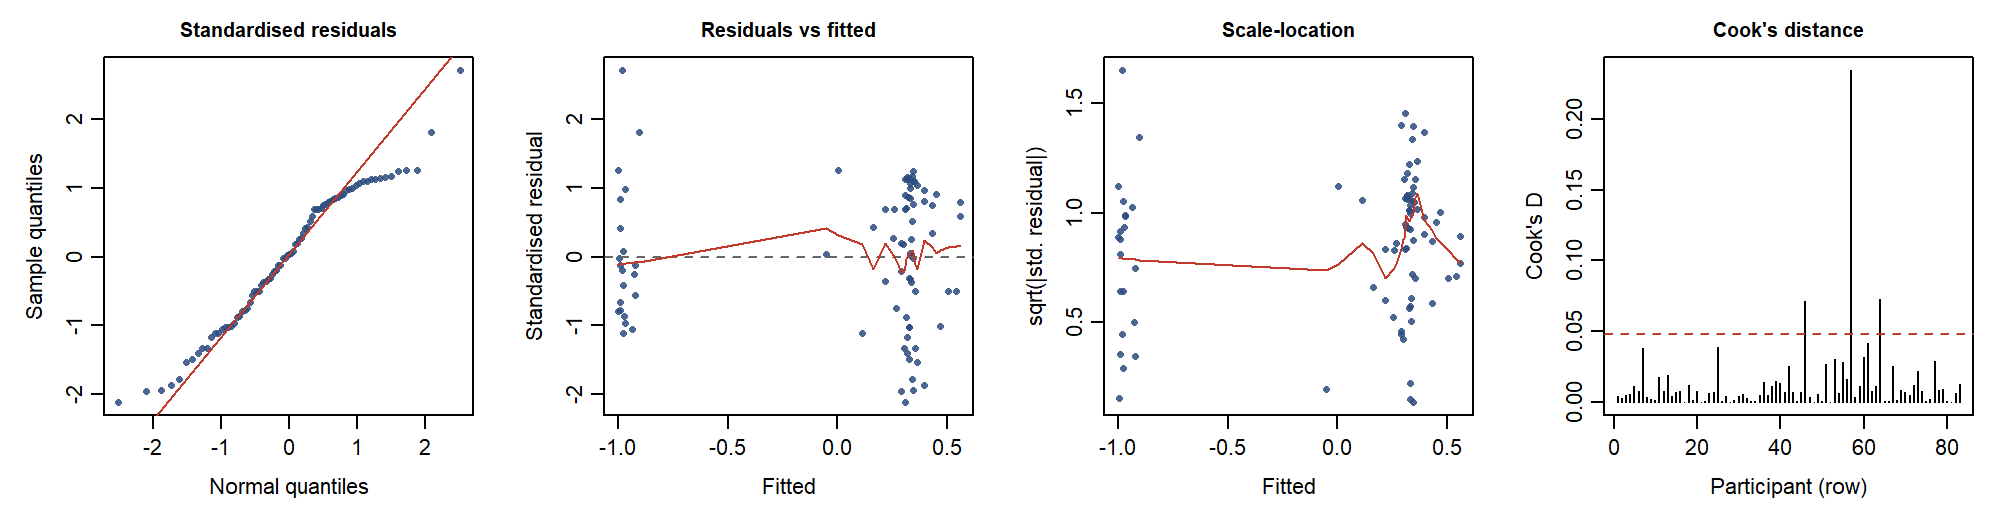 Standardised residuals
Sample quantiles
2
1
0
-1
-2
-2
-1
0
1
2
Normal quantiles
Residuals vs fitted
Standardised residual
2
1
0
-1
-2
-1.0
-0.5
0.0
0.5
Fitted
Scale-location
sqrt(|std. residual|)
1.5
1.0
0.5
-1.0
0.0
0.5
Fitted
Cook's distance
Cook's D
0.20
0.15
0.10
0.05
0.00
0
20
40
60
80
Participant (row)